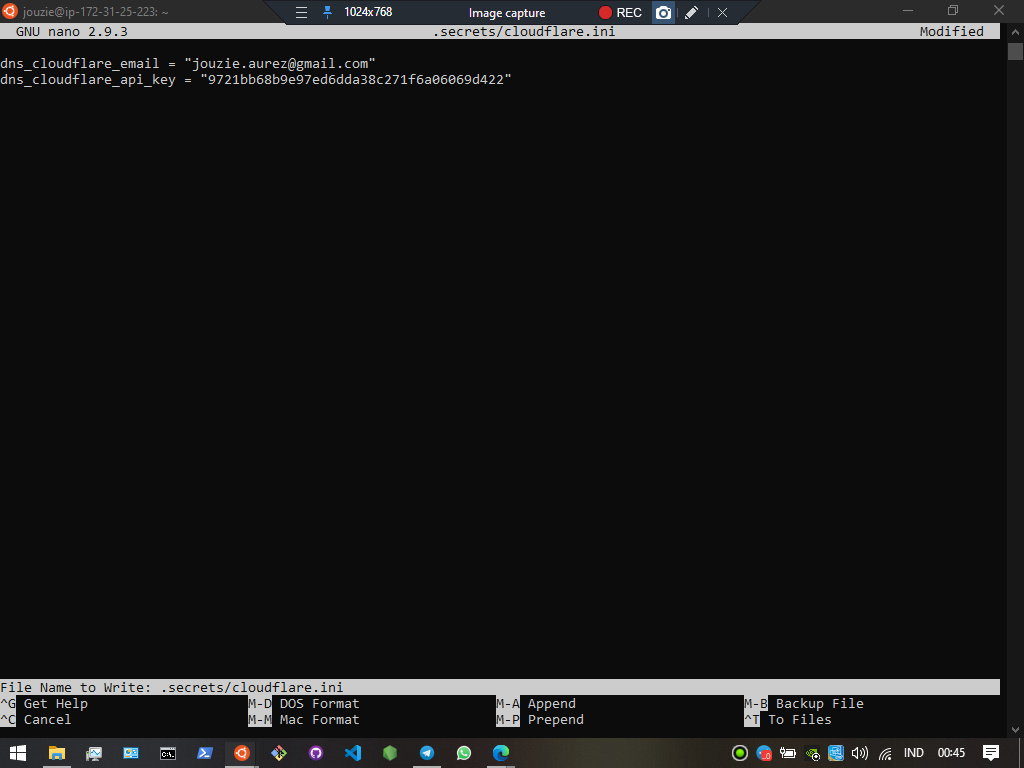 jouzie@ip-172-31-25-223: ~
1024x768
Image capture
REC
GNU nano 2.9.3 .secrets/cloudflare.ini Modified
dns_cloudflare_email = "jouzie.aurez@gmail.com"
dns_cloudflare_api_key = "9721bb68b9e97ed6dda38c271f6a06069d422"
File Name to Write: .secrets/cloudflare.ini
^G Get Help M-D DOS Format M-A Append M-B Backup File
^C Cancel M-M Mac Format M-P Prepend ^T To Files
IND 00:45